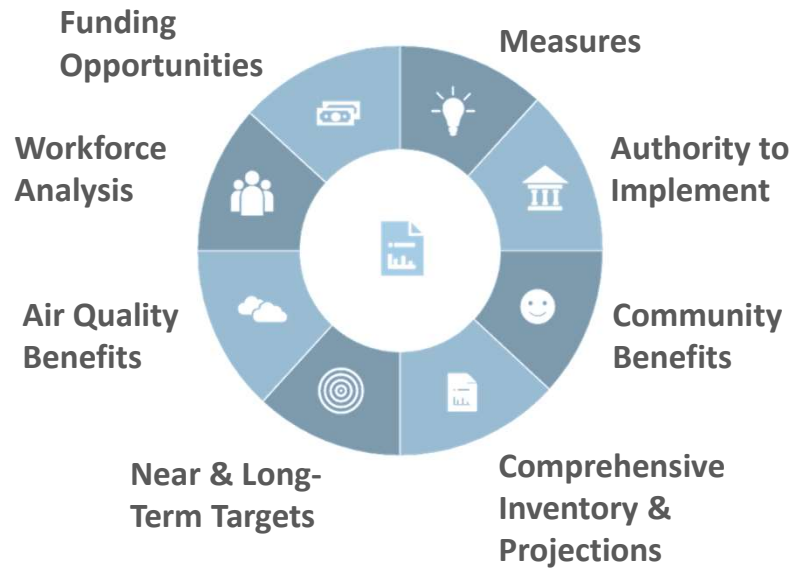 Funding
Opportunities
Measures
Workforce
Analysis
Authority to
Implement
Air Quality
Benefits
Community
Benefits
Near & Long-
Term Targets
Comprehensive
Inventory &
Projections